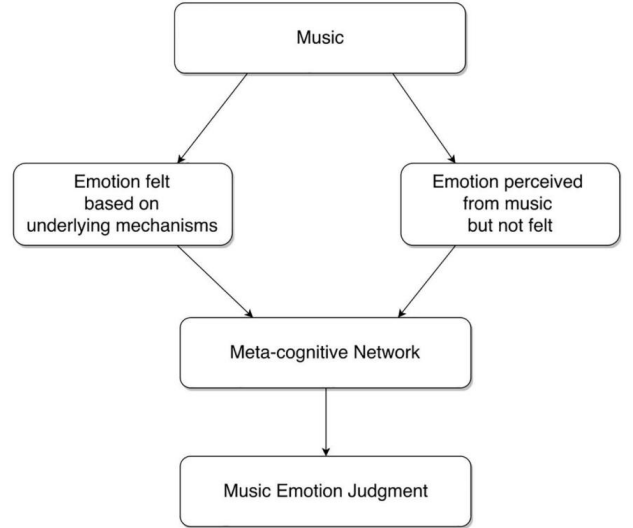 Music
Emotion felt
based on
underlying mechanisms
Emotion perceived
from music
but not felt
Meta-cognitive Network
Music Emotion Judgment